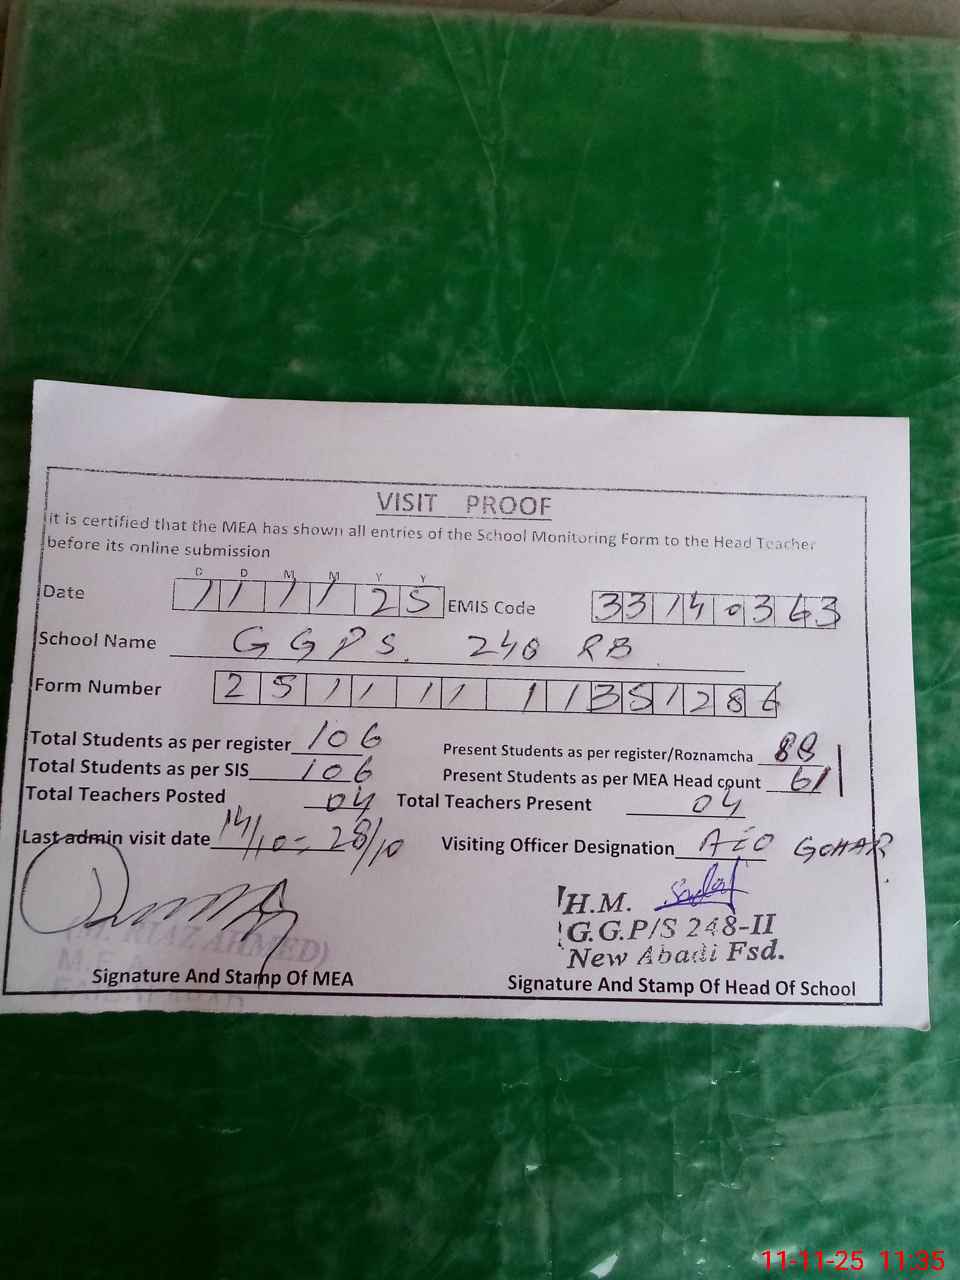 VISIT PROOF
it is certified that the MEA has shown all entries of the School Monitoring Form to the Head Teacher
before its online submission
D D M M Y Y
Date 1 1 1 1 2 5 EMIS Code 3 3 1 4 0 3 6 3
School Name G G P S. 248 RB
Form Number 2 5 1 1 1 1 1 1 3 5 1 2 8 6
Total Students as per register 106 Present Students as per register/Roznamcha 88
Total Students as per SIS 106 Present Students as per MEA Head count 61
Total Teachers Posted 04 Total Teachers Present 04
Last admin visit date 14/10 = 28/10 Visiting Officer Designation AEO GOHAR
H.M.
(M. RIAZ AHMED) G.G.P/S 248-II
M.E.A New Abadi Fsd.
Signature And Stamp Of MEA Signature And Stamp Of Head Of School
FAISALABAD
11-11-25 11:35